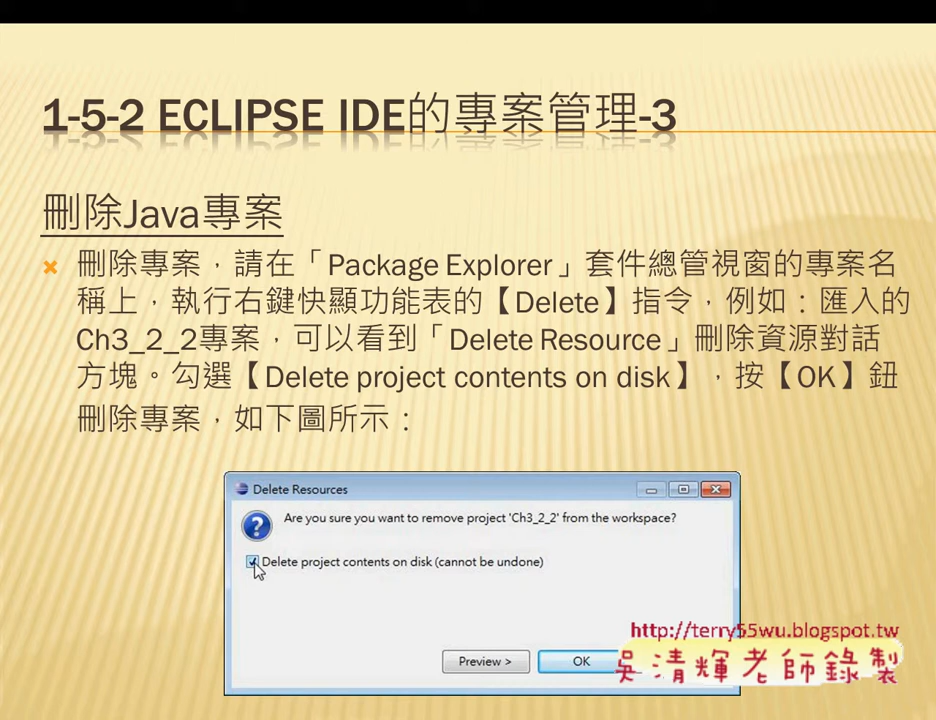 1-5-2 ECLIPSE IDE的專案管理-3
刪除Java專案
刪除專案，請在「Package Explorer」套件總管視窗的專案名
稱上，執行右鍵快顯功能表的【Delete】指令，例如：匯入的
Ch3_2_2專案，可以看到「Delete Resource」刪除資源對話
方塊。勾選【Delete project contents on disk】，按【OK】鈕
刪除專案，如下圖所示：
Delete Resources
Are you sure you want to remove project 'Ch3_2_2' from the workspace?
Delete project contents on disk (cannot be undone)
http://terry55wu.blogspot.tw
Preview >
OK
吳清輝老師錄製